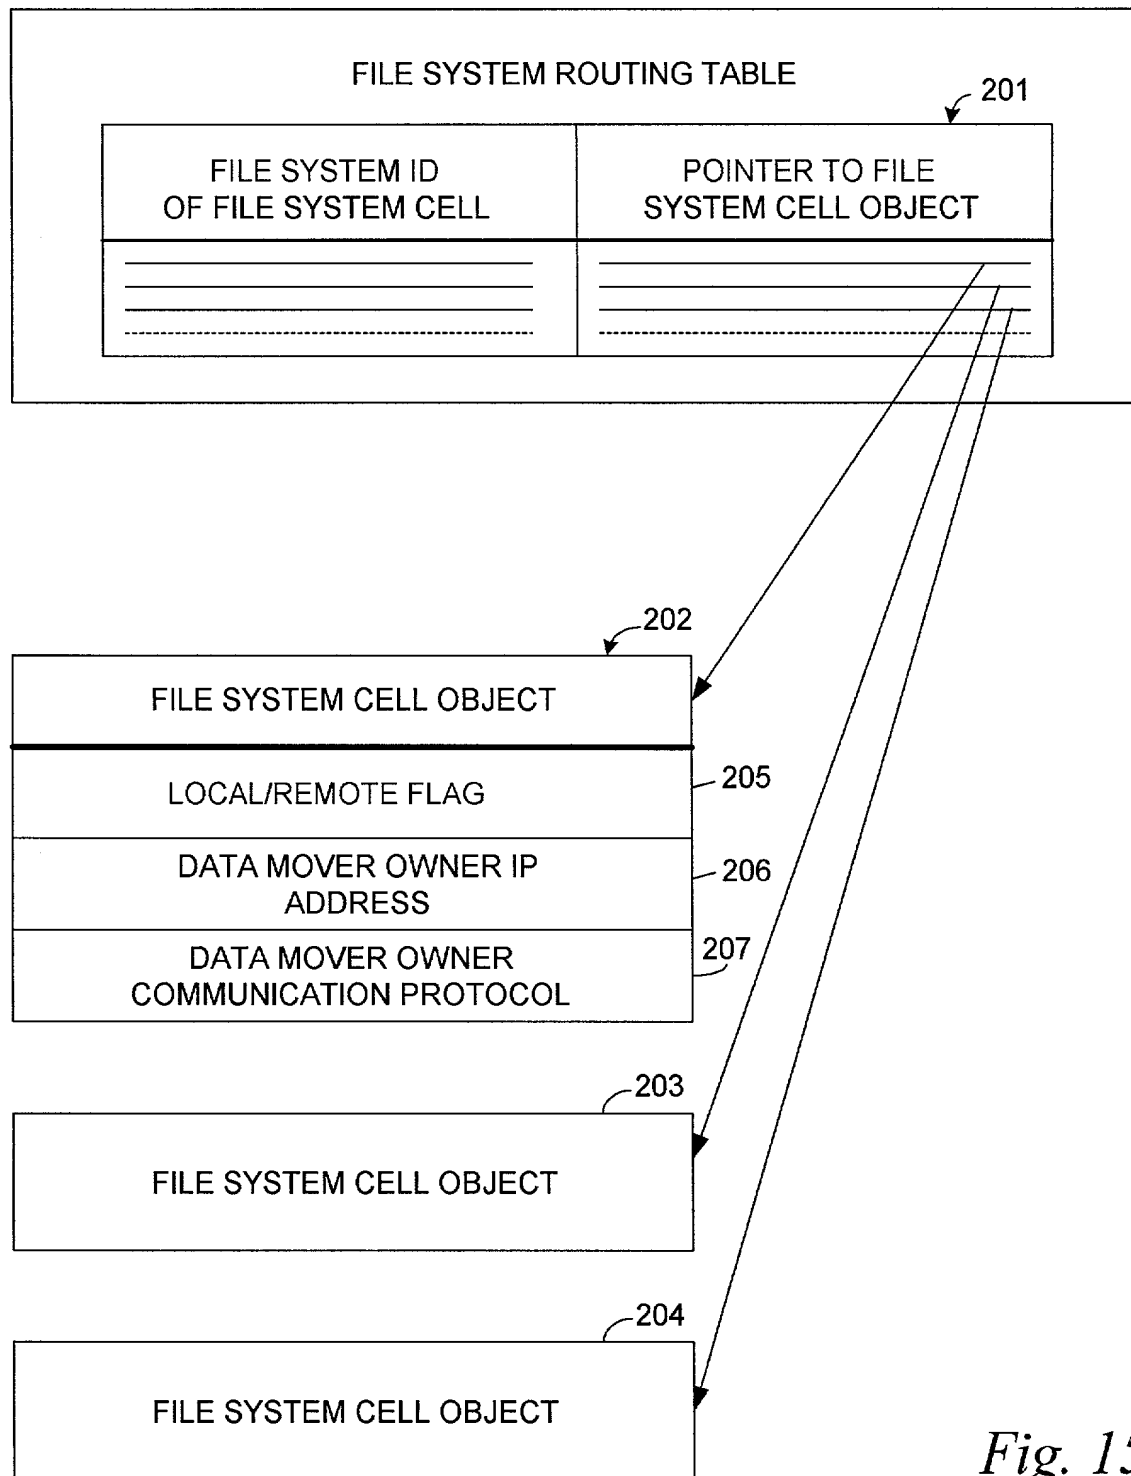 FILE SYSTEM ROUTING TABLE
201
FILE SYSTEM ID
OF FILE SYSTEM CELL
POINTER TO FILE
SYSTEM CELL OBJECT
202
FILE SYSTEM CELL OBJECT
LOCAL/REMOTE FLAG
205
DATA MOVER OWNER IP
ADDRESS
206
DATA MOVER OWNER
COMMUNICATION PROTOCOL
207
203
FILE SYSTEM CELL OBJECT
204
FILE SYSTEM CELL OBJECT
Fig. 15